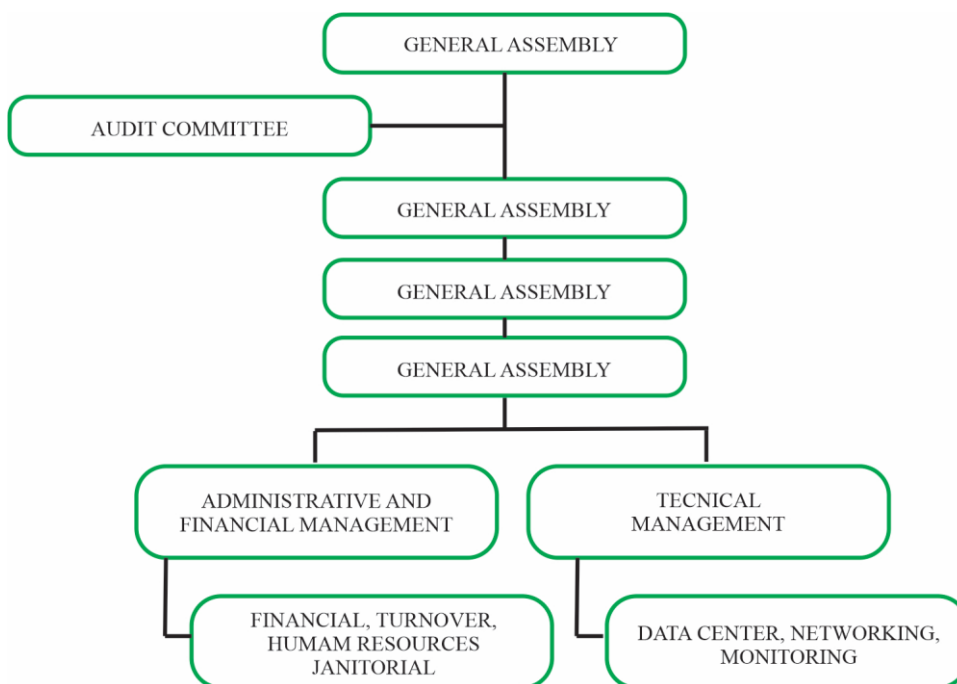 GENERAL ASSEMBLY
AUDIT COMMITTEE
GENERAL ASSEMBLY
GENERAL ASSEMBLY
GENERAL ASSEMBLY
ADMINISTRATIVE AND
FINANCIAL MANAGEMENT
TECNICAL
MANAGEMENT
FINANCIAL, TURNOVER,
HUMAM RESOURCES
JANITORIAL
DATA CENTER, NETWORKING,
MONITORING